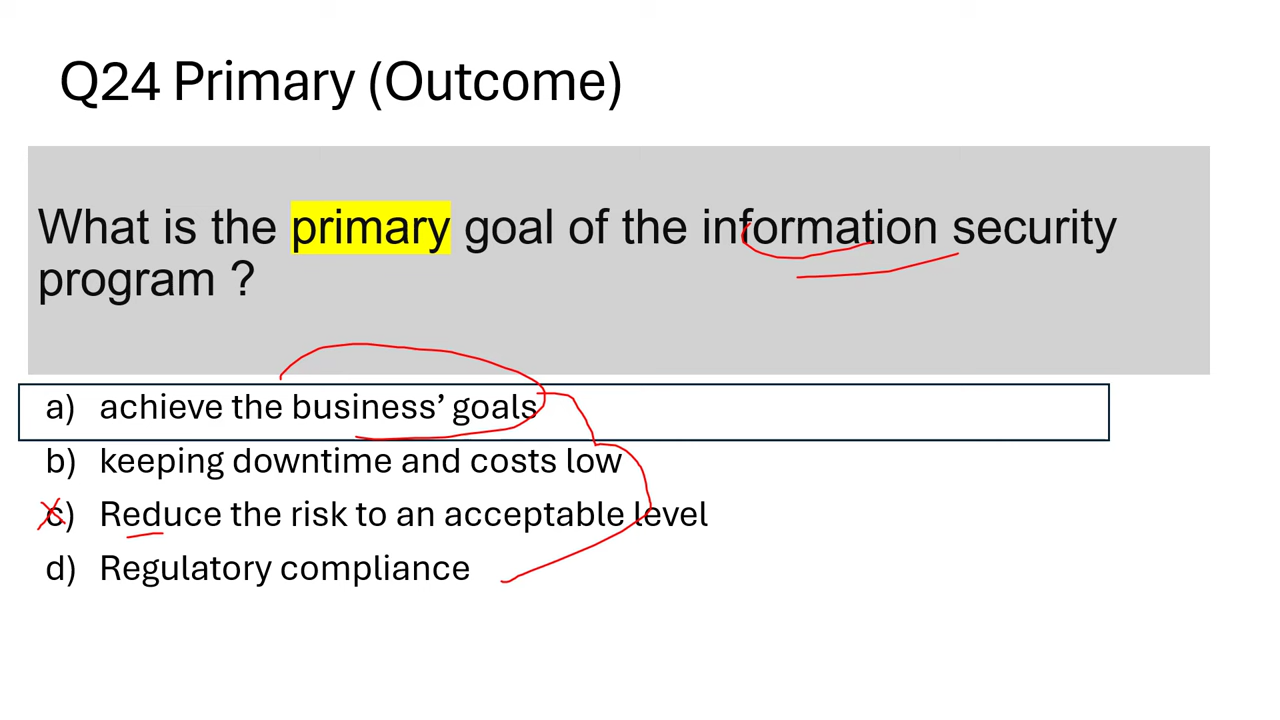 Q24 Primary (Outcome)
What is the primary goal of the information security
program ?
a) achieve the business’ goals
b) keeping downtime and costs low
c) Reduce the risk to an acceptable level
d) Regulatory compliance